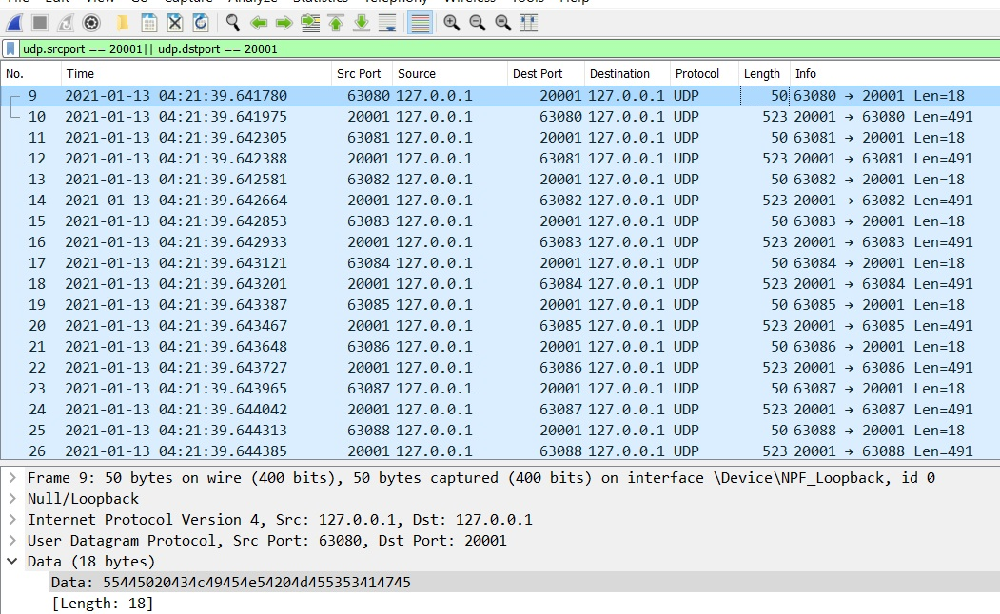 Statistics
udp.srcport == 20001|| udp.dstport == 20001
No. Time Src Port Source Dest Port Destination Protocol Length Info
9 2021-01-13 04:21:39.641780 63080 127.0.0.1 20001 127.0.0.1 UDP 50 63080 → 20001 Len=18
10 2021-01-13 04:21:39.641975 20001 127.0.0.1 63080 127.0.0.1 UDP 523 20001 → 63080 Len=491
11 2021-01-13 04:21:39.642305 63081 127.0.0.1 20001 127.0.0.1 UDP 50 63081 → 20001 Len=18
12 2021-01-13 04:21:39.642388 20001 127.0.0.1 63081 127.0.0.1 UDP 523 20001 → 63081 Len=491
13 2021-01-13 04:21:39.642581 63082 127.0.0.1 20001 127.0.0.1 UDP 50 63082 → 20001 Len=18
14 2021-01-13 04:21:39.642664 20001 127.0.0.1 63082 127.0.0.1 UDP 523 20001 → 63082 Len=491
15 2021-01-13 04:21:39.642853 63083 127.0.0.1 20001 127.0.0.1 UDP 50 63083 → 20001 Len=18
16 2021-01-13 04:21:39.642933 20001 127.0.0.1 63083 127.0.0.1 UDP 523 20001 → 63083 Len=491
17 2021-01-13 04:21:39.643121 63084 127.0.0.1 20001 127.0.0.1 UDP 50 63084 → 20001 Len=18
18 2021-01-13 04:21:39.643201 20001 127.0.0.1 63084 127.0.0.1 UDP 523 20001 → 63084 Len=491
19 2021-01-13 04:21:39.643387 63085 127.0.0.1 20001 127.0.0.1 UDP 50 63085 → 20001 Len=18
20 2021-01-13 04:21:39.643467 20001 127.0.0.1 63085 127.0.0.1 UDP 523 20001 → 63085 Len=491
21 2021-01-13 04:21:39.643648 63086 127.0.0.1 20001 127.0.0.1 UDP 50 63086 → 20001 Len=18
22 2021-01-13 04:21:39.643727 20001 127.0.0.1 63086 127.0.0.1 UDP 523 20001 → 63086 Len=491
23 2021-01-13 04:21:39.643965 63087 127.0.0.1 20001 127.0.0.1 UDP 50 63087 → 20001 Len=18
24 2021-01-13 04:21:39.644042 20001 127.0.0.1 63087 127.0.0.1 UDP 523 20001 → 63087 Len=491
25 2021-01-13 04:21:39.644313 63088 127.0.0.1 20001 127.0.0.1 UDP 50 63088 → 20001 Len=18
26 2021-01-13 04:21:39.644385 20001 127.0.0.1 63088 127.0.0.1 UDP 523 20001 → 63088 Len=491
Frame 9: 50 bytes on wire (400 bits), 50 bytes captured (400 bits) on interface \Device\NPF_Loopback, id 0
Null/Loopback
Internet Protocol Version 4, Src: 127.0.0.1, Dst: 127.0.0.1
User Datagram Protocol, Src Port: 63080, Dst Port: 20001
Data (18 bytes)
Data: 55445020434c49454e54204d455353414745
[Length: 18]